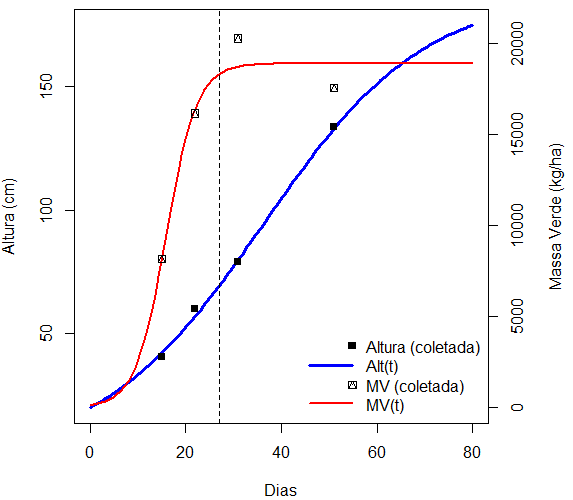 Altura (cm)
50
100
150
0
5000
10000
15000
20000
Massa Verde (kg/ha)
Altura (coletada)
Alt(t)
MV (coletada)
MV(t)
0
20
40
60
80
Dias